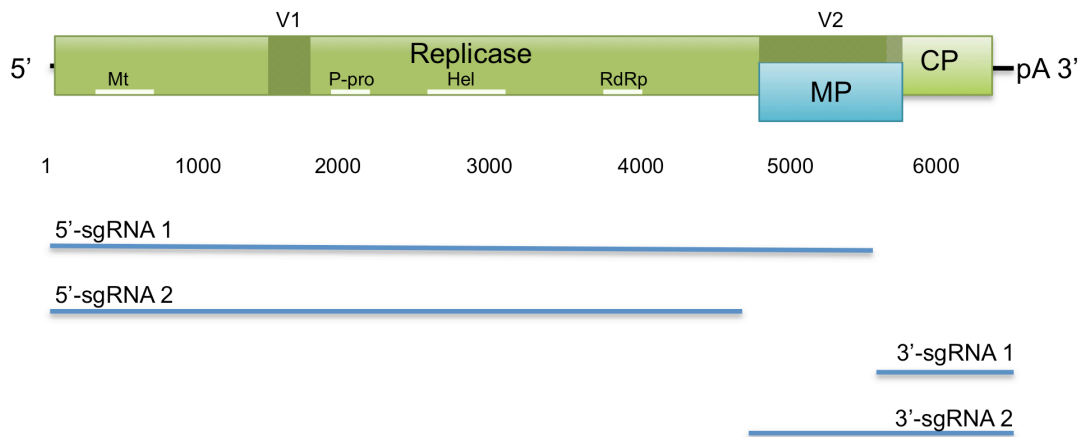 V1 V2
Replicase
5’ Mt P-pro Hel RdRp MP CP pA 3’
1 1000 2000 3000 4000 5000 6000
5’-sgRNA 1
5’-sgRNA 2
3’-sgRNA 1
3’-sgRNA 2